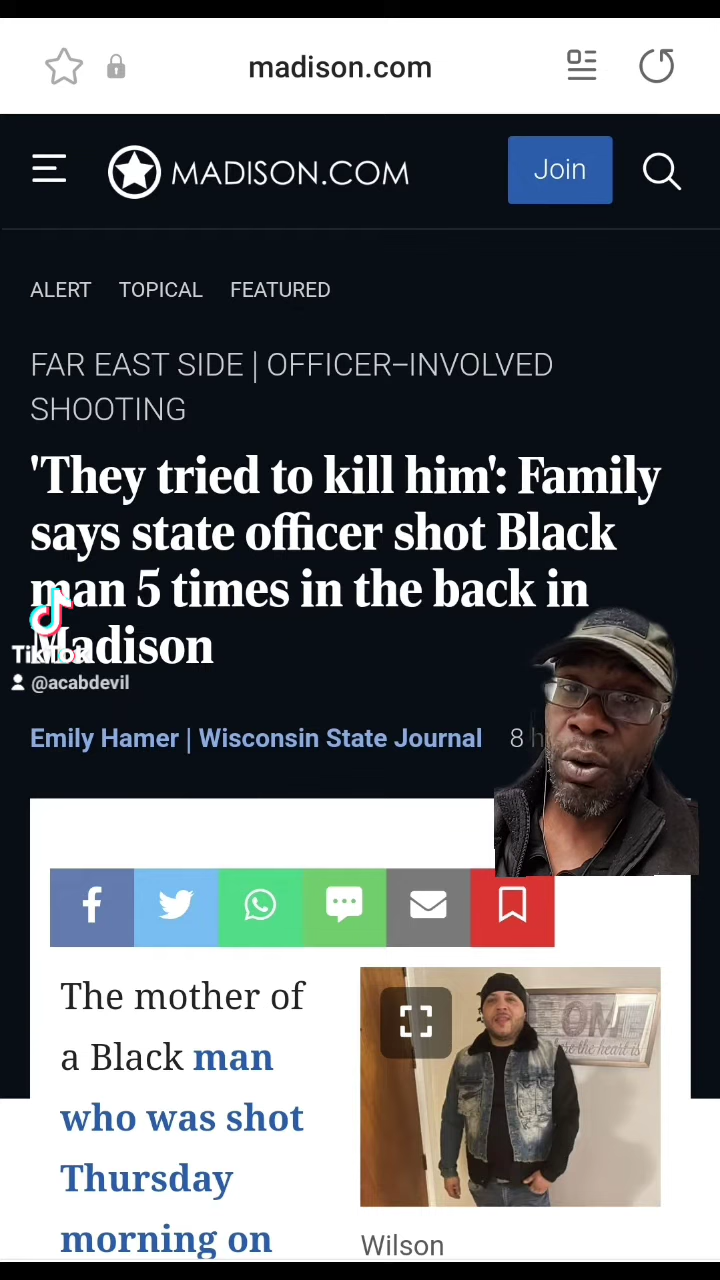 madison.com
MADISON.COM
Join
ALERT TOPICAL FEATURED
FAR EAST SIDE | OFFICER–INVOLVED
SHOOTING
'They tried to kill him': Family
says state officer shot Black
man 5 times in the back in
Madison
TikTok
@acabdevil
Emily Hamer | Wisconsin State Journal 8
The mother of
a Black man
who was shot
Thursday
morning on
Wilson